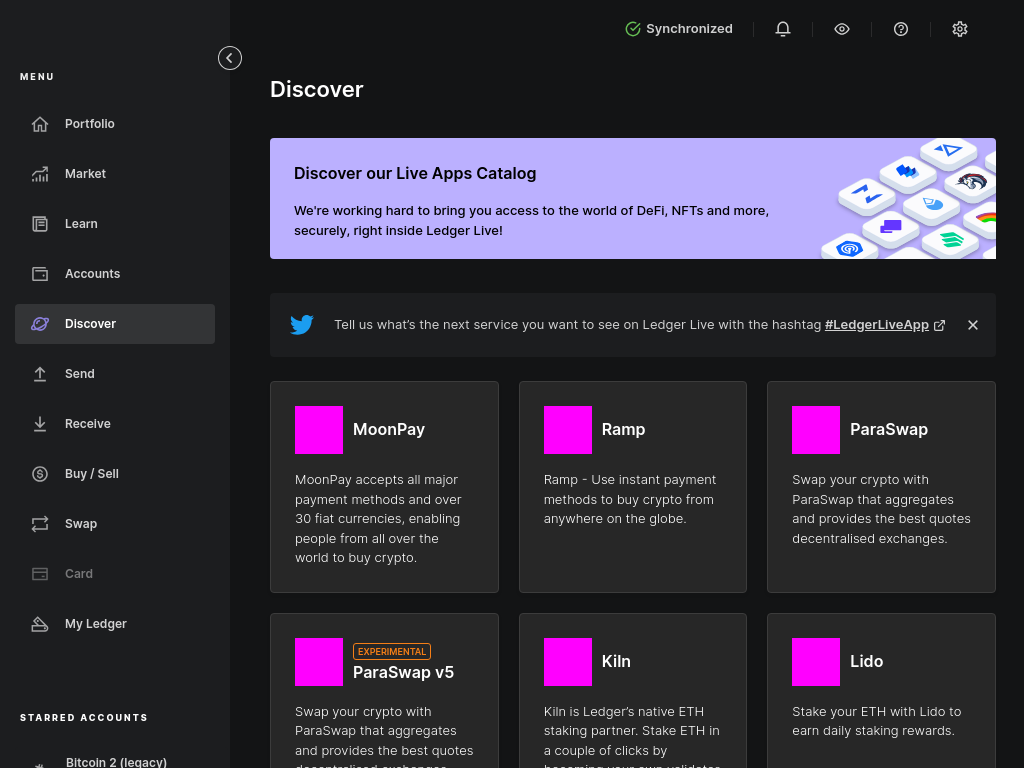 Synchronized
MENU
Portfolio
Market
Learn
Accounts
Discover
Send
Receive
Buy / Sell
Swap
Card
My Ledger
STARRED ACCOUNTS
Bitcoin 2 (legacy)
Discover
Discover our Live Apps Catalog
We're working hard to bring you access to the world of DeFi, NFTs and more,
securely, right inside Ledger Live!
Tell us what's the next service you want to see on Ledger Live with the hashtag #LedgerLiveApp
MoonPay
MoonPay accepts all major
payment methods and over
30 fiat currencies, enabling
people from all over the
world to buy crypto.
Ramp
Ramp - Use instant payment
methods to buy crypto from
anywhere on the globe.
ParaSwap
Swap your crypto with
ParaSwap that aggregates
and provides the best quotes
decentralised exchanges.
EXPERIMENTAL
ParaSwap v5
Swap your crypto with
ParaSwap that aggregates
and provides the best quotes
decentralised exchanges.
Kiln
Kiln is Ledger's native ETH
staking partner. Stake ETH in
a couple of clicks by
becoming your own validator
Lido
Stake your ETH with Lido to
earn daily staking rewards.